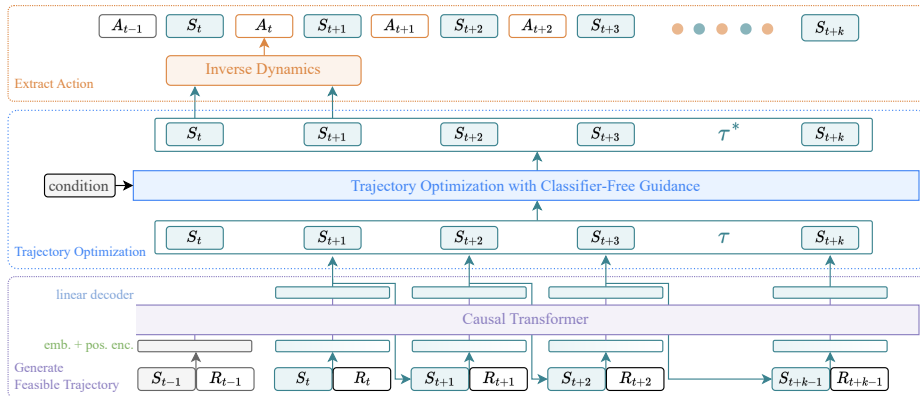 A_{t-1} S_t A_t S_{t+1} A_{t+1} S_{t+2} A_{t+2} S_{t+3} S_{t+k}
Inverse Dynamics
Extract Action
S_t S_{t+1} S_{t+2} S_{t+3} τ* S_{t+k}
condition
Trajectory Optimization with Classifier-Free Guidance
S_t S_{t+1} S_{t+2} S_{t+3} τ S_{t+k}
Trajectory Optimization
linear decoder
Causal Transformer
emb. + pos. enc.
Generate
Feasible Trajectory
S_{t-1} R_{t-1} S_t R_t S_{t+1} R_{t+1} S_{t+2} R_{t+2} S_{t+k-1} R_{t+k-1}